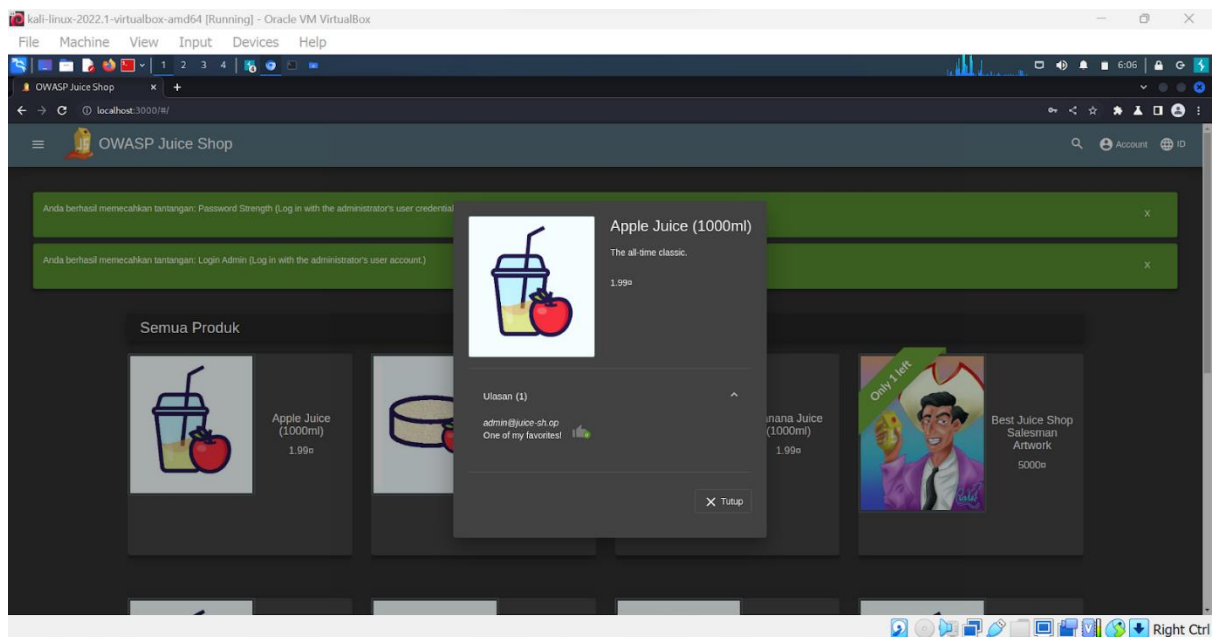 kali-linux-2022.1-virtualbox-amd64 [Running] - Oracle VM VirtualBox
File Machine View Input Devices Help
1 2 3 4 6:06
OWASP Juice Shop
localhost:3000/#/
OWASP Juice Shop Account ID
Anda berhasil memecahkan tantangan: Password Strength (Log in with the administrator's user credential X
Anda berhasil memecahkan tantangan: Login Admin (Log in with the administrator's user account.) X
Apple Juice (1000ml)
The all-time classic.
1.99¤
Ulasan (1)
admin@juice-sh.op
One of my favorites!
Tutup
Semua Produk
Apple Juice
(1000ml)
1.99¤
nana Juice
(1000ml)
1.99¤
Only 1 left
Best Juice Shop
Salesman
Artwork
5000¤
Right Ctrl